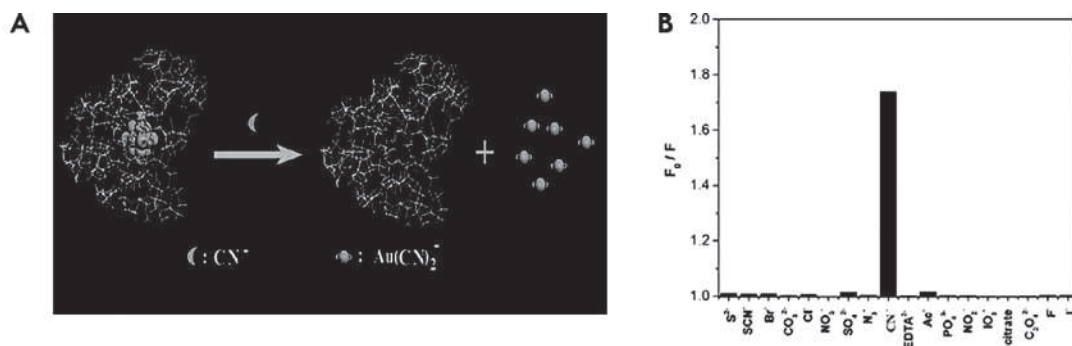 A
+
: CN⁻
: Au(CN)₂⁻
B
F₀ / F
2.0
1.8
1.6
1.4
1.2
1.0
S²⁻
SCN⁻
Br⁻
CO₃²⁻
Cl⁻
NO₃⁻
SO₄²⁻
N₃⁻
CN⁻
EDTA²⁻
Ac⁻
PO₄³⁻
NO₂⁻
IO₃⁻
citrate
C₂O₄²⁻
F⁻
I⁻